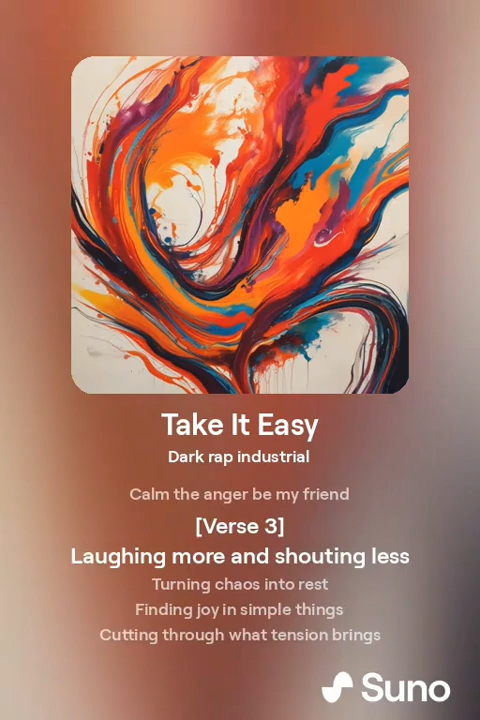 Take It Easy
Dark rap industrial
Calm the anger be my friend
[Verse 3]
Laughing more and shouting less
Turning chaos into rest
Finding joy in simple things
Cutting through what tension brings
Suno